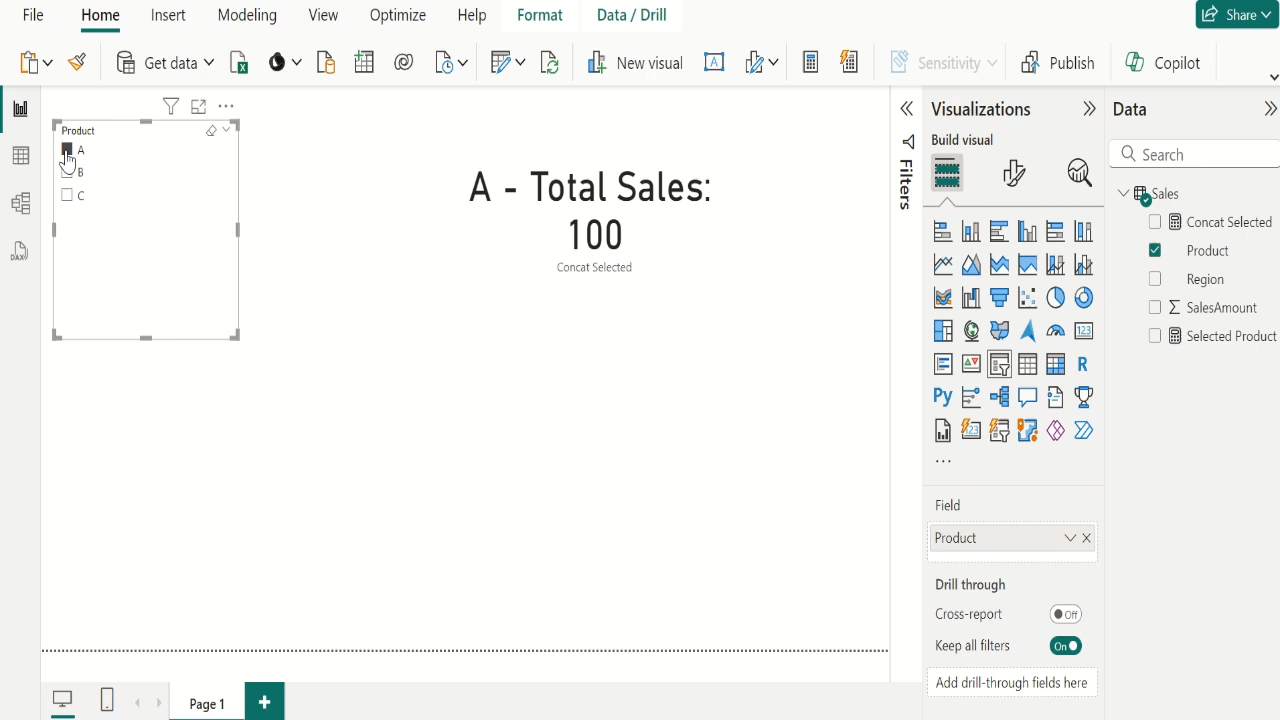 File Home Insert Modeling View Optimize Help Format Data / Drill
Share
Get data New visual Sensitivity Publish Copilot
Product
A
B
C
A - Total Sales:
100
Concat Selected
Filters
Visualizations
Build visual
123
R
Py
123
...
Field
Product
Drill through
Cross-report Off
Keep all filters On
Add drill-through fields here
Data
Search
Sales
Concat Selected
Product
Region
SalesAmount
Selected Product
DAX
Page 1